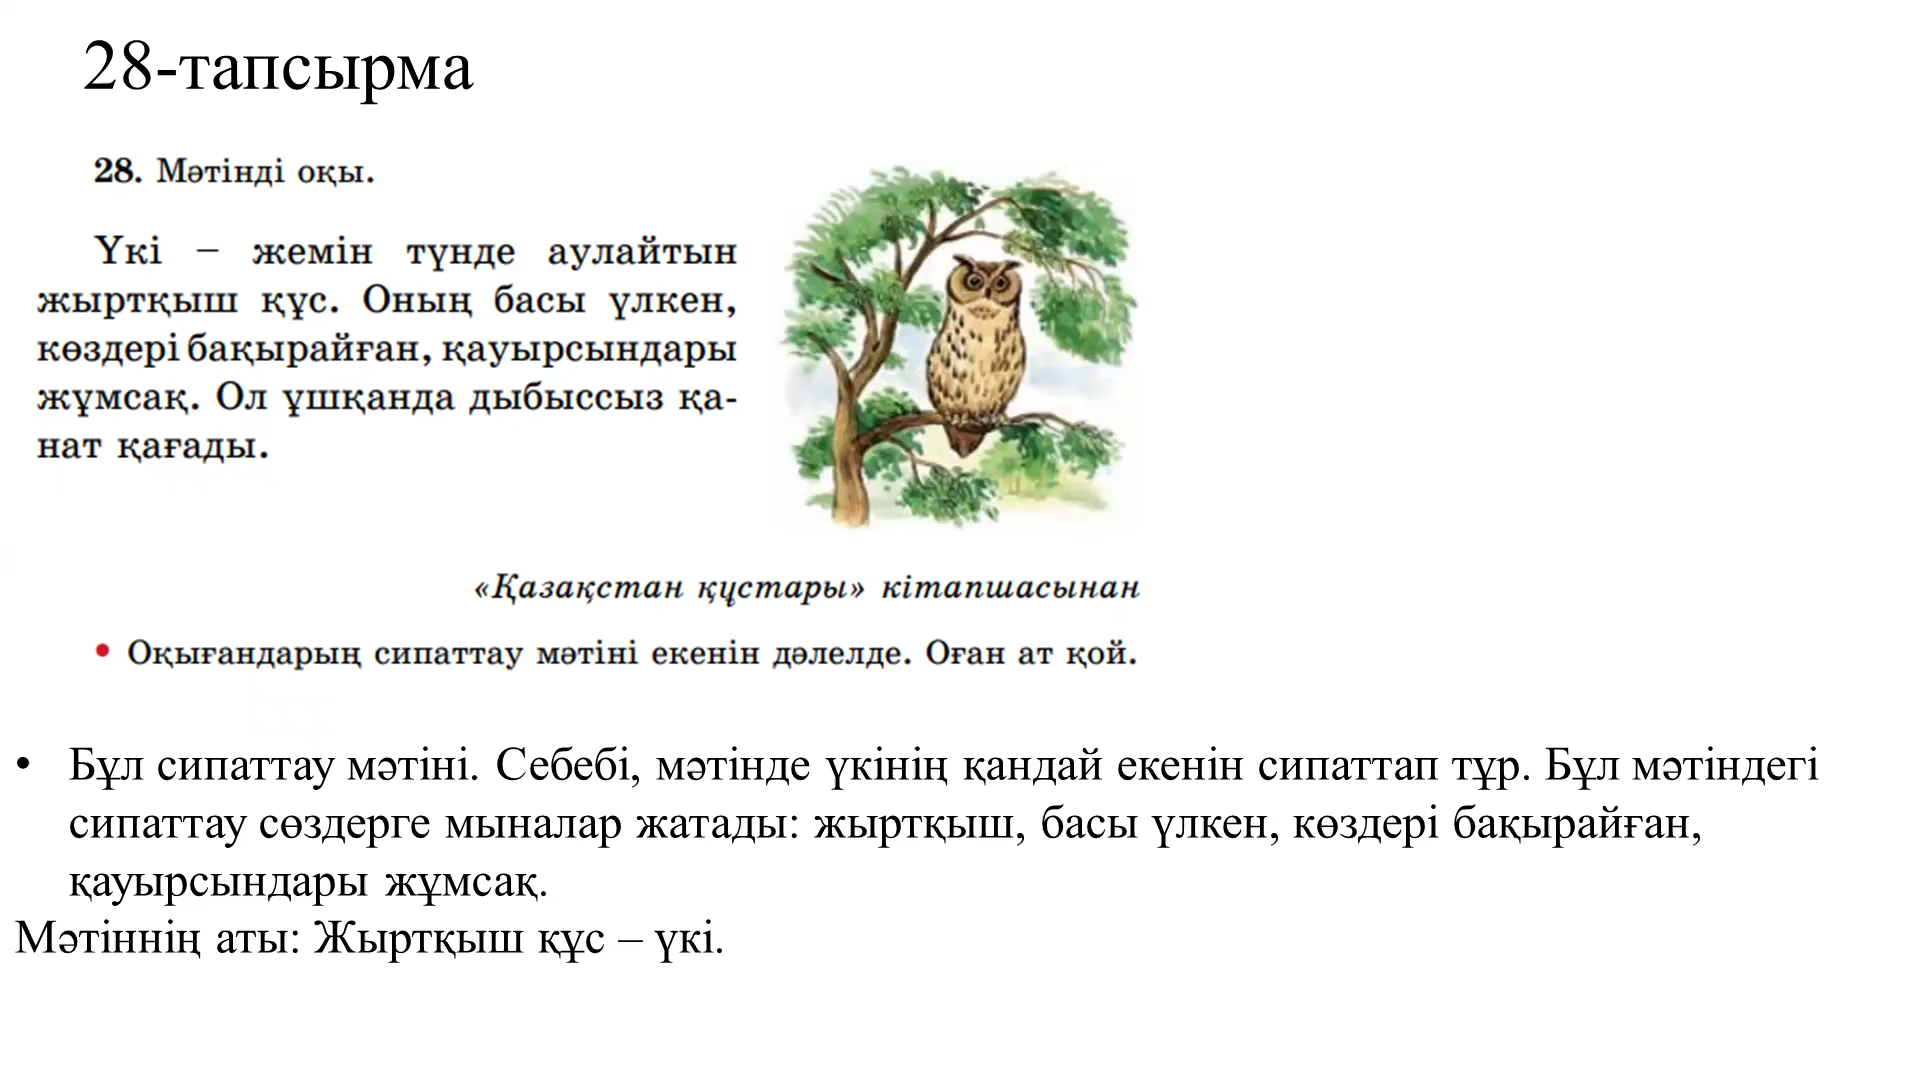 28-тапсырма
28. Мәтінді оқы.
Үкі – жемін түнде аулайтын
жыртқыш құс. Оның басы үлкен,
көздері бақырайған, қауырсындары
жұмсақ. Ол ұшқанда дыбыссыз қа-
нат қағады.
«Қазақстан құстары» кітапшасынан
• Оқығандарың сипаттау мәтіні екенін дәлелде. Оған ат қой.
• Бұл сипаттау мәтіні. Себебі, мәтінде үкінің қандай екенін сипаттап тұр. Бұл мәтіндегі
сипаттау сөздерге мыналар жатады: жыртқыш, басы үлкен, көздері бақырайған,
қауырсындары жұмсақ.
Мәтіннің аты: Жыртқыш құс – үкі.